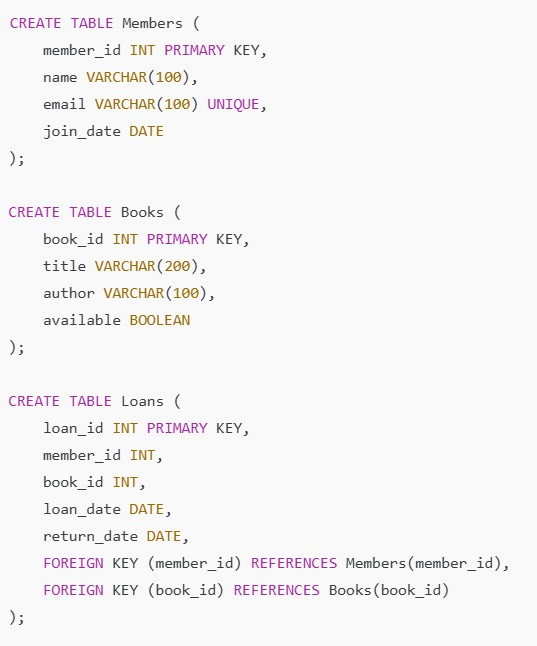 CREATE TABLE Members (
    member_id INT PRIMARY KEY,
    name VARCHAR(100),
    email VARCHAR(100) UNIQUE,
    join_date DATE
);

CREATE TABLE Books (
    book_id INT PRIMARY KEY,
    title VARCHAR(200),
    author VARCHAR(100),
    available BOOLEAN
);

CREATE TABLE Loans (
    loan_id INT PRIMARY KEY,
    member_id INT,
    book_id INT,
    loan_date DATE,
    return_date DATE,
    FOREIGN KEY (member_id) REFERENCES Members(member_id),
    FOREIGN KEY (book_id) REFERENCES Books(book_id)
);